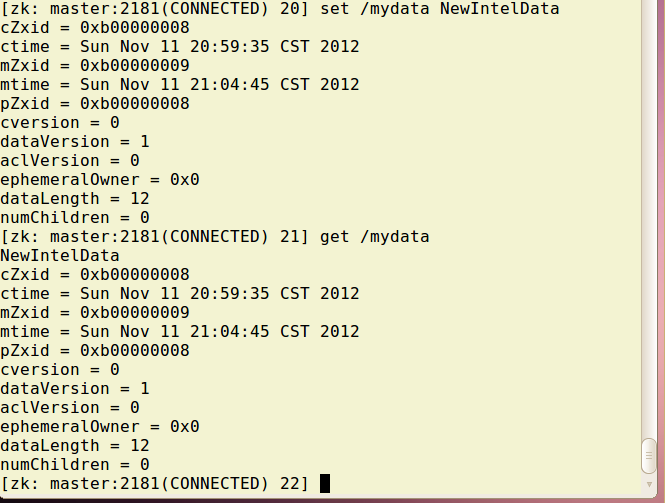 [zk: master:2181(CONNECTED) 20] set /mydata NewIntelData
cZxid = 0xb00000008
ctime = Sun Nov 11 20:59:35 CST 2012
mZxid = 0xb00000009
mtime = Sun Nov 11 21:04:45 CST 2012
pZxid = 0xb00000008
cversion = 0
dataVersion = 1
aclVersion = 0
ephemeralOwner = 0x0
dataLength = 12
numChildren = 0
[zk: master:2181(CONNECTED) 21] get /mydata
NewIntelData
cZxid = 0xb00000008
ctime = Sun Nov 11 20:59:35 CST 2012
mZxid = 0xb00000009
mtime = Sun Nov 11 21:04:45 CST 2012
pZxid = 0xb00000008
cversion = 0
dataVersion = 1
aclVersion = 0
ephemeralOwner = 0x0
dataLength = 12
numChildren = 0
[zk: master:2181(CONNECTED) 22]